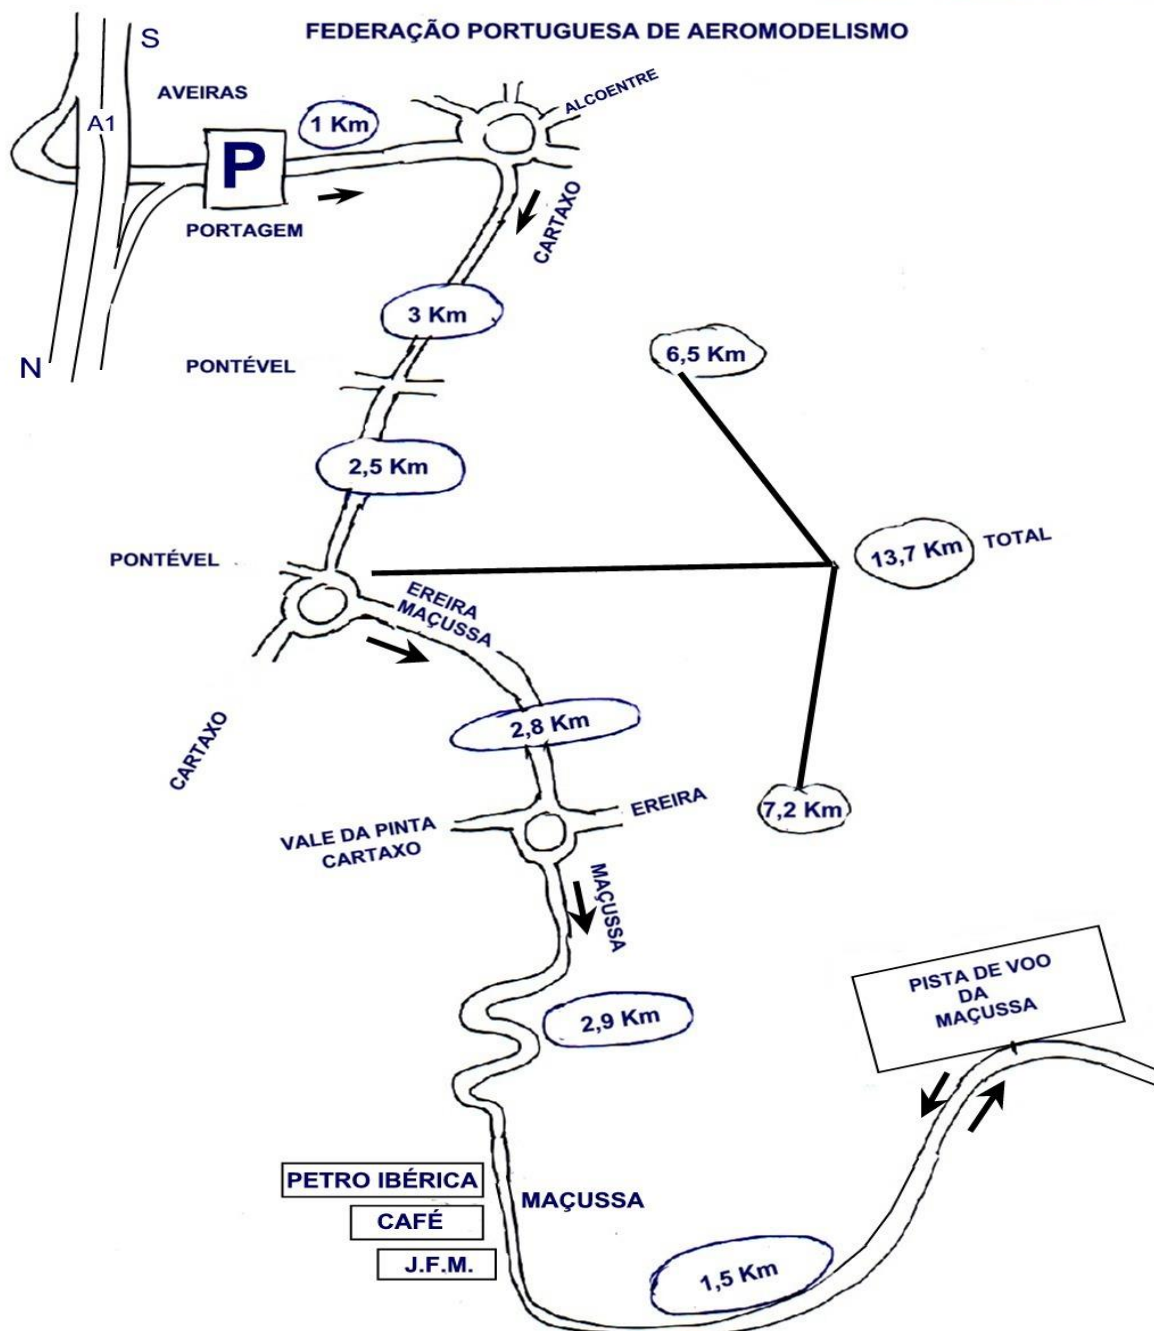 FEDERAÇÃO PORTUGUESA DE AEROMODELISMO
S
AVEIRAS
A1
1 Km
ALCOENTRE
P
PORTAGEM
CARTAXO
3 Km
N
PONTÉVEL
6,5 Km
2,5 Km
13,7 Km TOTAL
PONTÉVEL
EREIRA
MAÇUSSA
2,8 Km
CARTAXO
7,2 Km
EREIRA
VALE DA PINTA
CARTAXO
MAÇUSSA
PISTA DE VOO
DA
MAÇUSSA
2,9 Km
PETRO IBÉRICA
MAÇUSSA
CAFÉ
J.F.M.
1,5 Km